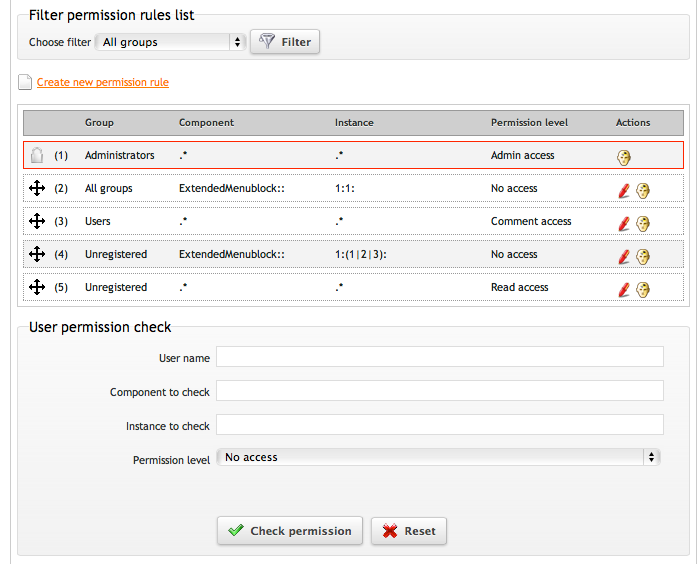 Filter permission rules list
Choose filter All groups Filter
Create new permission rule
Group Component Instance Permission level Actions
(1) Administrators .* .* Admin access
(2) All groups ExtendedMenublock:: 1:1: No access
(3) Users .* .* Comment access
(4) Unregistered ExtendedMenublock:: 1:(1|2|3): No access
(5) Unregistered .* .* Read access
User permission check
User name
Component to check
Instance to check
Permission level No access
Check permission Reset